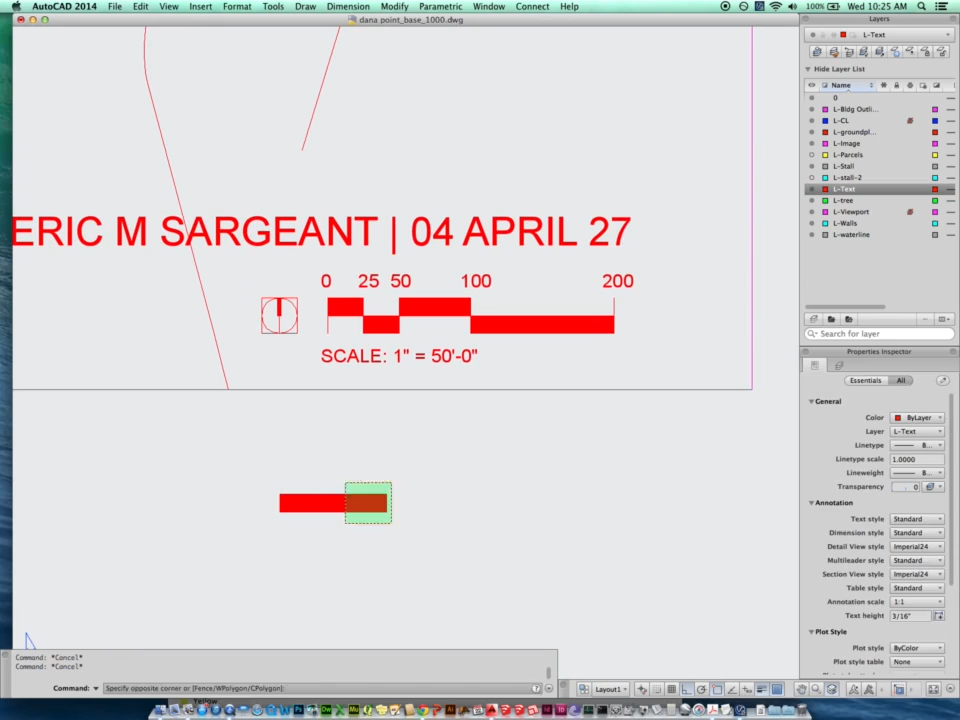 AutoCAD 2014 File Edit View Insert Format Tools Draw Dimension Modify Parametric Window Connect Help 100% Wed 10:25 AM
dana point_base_1000.dwg
Layers
L-Text
Hide Layer List
Name
0
L-Bldg Outli...
L-CL
L-groundpl...
L-Image
L-Parcels
L-Stall
L-stall-2
L-Text
L-tree
L-Viewport
L-Walls
L-waterline
Search for layer
ERIC M SARGEANT | 04 APRIL 27
0 25 50 100 200
SCALE: 1" = 50'-0"
Properties Inspector
Essentials All
General
Color ByLayer
Layer L-Text
Linetype B...
Linetype scale 1.0000
Lineweight B...
Transparency 0
Annotation
Text style Standard
Dimension style Standard
Detail View style Imperial24
Multileader style Standard
Section View style Imperial24
Table style Standard
Annotation scale 1:1
Text height 3/16"
Plot Style
Plot style ByColor
Plot style table None
Command: *Cancel*
Command: *Cancel*
Command: Specify opposite corner or [Fence/WPolygon/CPolygon]:
Layout1
Yellow